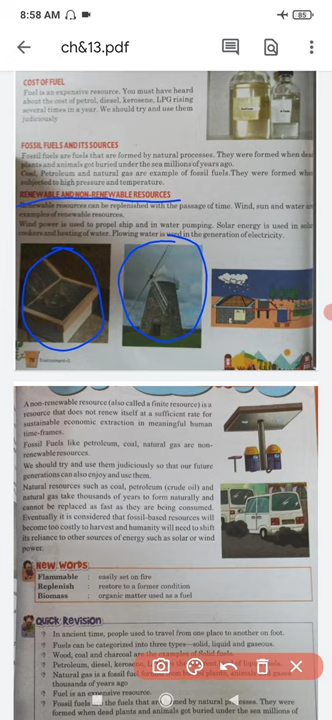 8:58 AM
85
ch&13.pdf
COST OF FUEL
Fuel is an expensive resource. You must have heard
about the cost of petrol, diesel, kerosene, LPG rising
several times in a year. We should try and use them
judiciously
FOSSIL FUELS AND ITS SOURCES
Fossil fuels are fuels that are formed by natural processes. They were formed when dead
plants and animals got buried under the sea millions of years ago.
Coal, Petroleum and natural gas are example of fossil fuels. They were formed when
subjected to high pressure and temperature.
RENEWABLE AND NON-RENEWABLE RESOURCES
Renewable resources can be replenished with the passage of time. Wind, sun and water are
examples of renewable resources.
Wind power is used to propel ship and in water pumping. Solar energy is used in solar
cookers and heating of water. Flowing water is used in the generation of electricity.
78
A non-renewable resource (also called a finite resource) is a
resource that does not renew itself at a sufficient rate for
sustainable economic extraction in meaningful human
time-frames.
Fossil Fuels like petroleum, coal, natural gas are non-
renewable resources.
We should try and use them judiciously so that our future
generations can also enjoy and use them.
Natural resources such as coal, petroleum (crude oil) and
natural gas take thousands of years to form naturally and
cannot be replaced as fast as they are being consumed.
Eventually it is considered that fossil-based resources will
become too costly to harvest and humanity will need to shift
its reliance to other sources of energy such as solar or wind
power.
New Words
Flammable : easily set on fire
Replenish : restore to a former condition
Biomass : organic matter used as a fuel
Quick Revision
In ancient time, people used to travel from one place to another on foot.
Fuels can be categorized into three types—solid, liquid and gaseous.
Wood, coal and charcoal are the examples of Solid fuels.
Petroleum, diesel, kerosene, fuels.
Natural gas is a fossil fuel
thousands of years ago
Fuel is an expensive resource.
Fossil fuels the fuels that are formed by natural processes. They were
formed when dead plants and animals got buried under the sea millions of